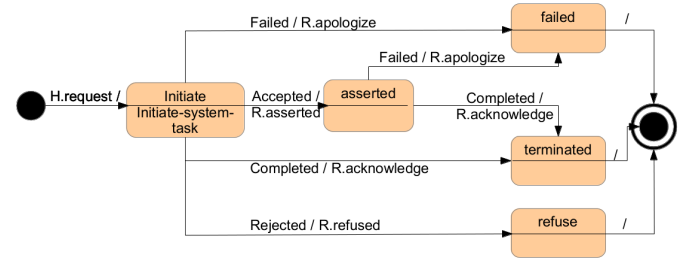 Failed / R.apologize
failed
/
Failed / R.apologize
H.request /
Initiate
Initiate-system-
task
Accepted /
R.asserted
asserted
Completed /
R.acknowledge
terminated
/
Completed / R.acknowledge
Rejected / R.refused
refuse
/